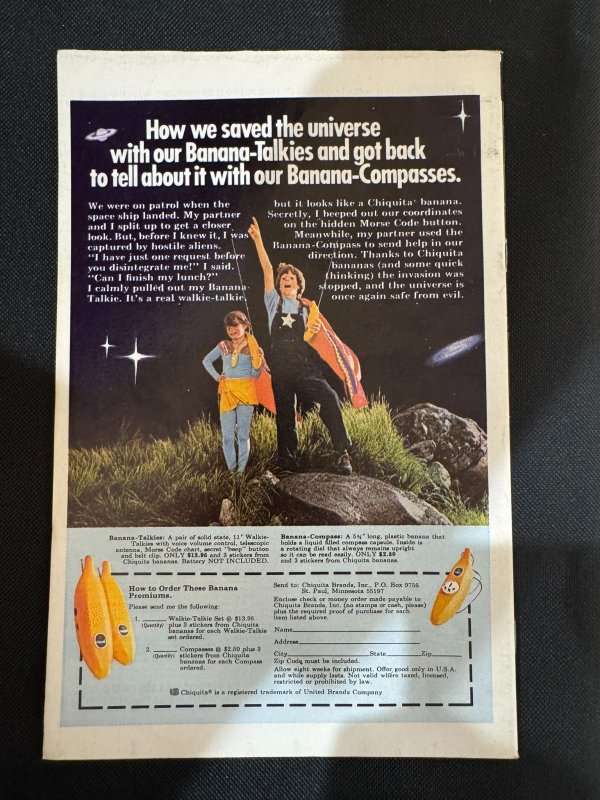 How we saved the universe
with our Banana-Talkies and got back
to tell about it with our Banana-Compasses.
We were on patrol when the
space ship landed. My partner
and I split up to get a closer
look. But, before I knew it, I was
captured by hostile aliens.
"I have just one request before
you disintegrate me!" I said.
"Can I finish my lunch?"
I calmly pulled out my Banana-
Talkie. It's a real walkie-talkie,
but it looks like a Chiquita® banana.
Secretly, I beeped out our coordinates
on the hidden Morse Code button.
Meanwhile, my partner used the
Banana-Compass to send help in our
direction. Thanks to Chiquita
bananas (and some quick
thinking) the invasion was
stopped, and the universe is
once again safe from evil.
Banana-Talkies: A pair of solid state, 11" Walkie-
Talkies with voice volume control, telescopic
antenna, Morse Code chart, secret "beep" button
and belt clip. ONLY $13.95 and 3 stickers from
Chiquita bananas. Battery NOT INCLUDED.
Banana-Compass: A 5¾" long, plastic banana that
holds a liquid filled compass capsule. Inside is
a rotating dial that always remains upright
so it can be read easily. ONLY $2.50
and 3 stickers from Chiquita bananas.
How to Order These Banana
Premiums.
Please send me the following:
1. ______ Walkie-Talkie Set @ $13.95
(Quantity) plus 3 stickers from Chiquita
bananas for each Walkie-Talkie
set ordered.
2. ______ Compasses @ $2.50 plus 3
(Quantity) stickers from Chiquita
bananas for each Compass
ordered.
Send to: Chiquita Brands, Inc., P.O. Box 9756
St. Paul, Minnesota 55197
Enclose check or money order made payable to
Chiquita Brands, Inc. (no stamps or cash, please)
plus the required proof of purchase for each
item listed above.
Name
Address
City State Zip
Zip Code must be included.
Allow eight weeks for shipment. Offer good only in U.S.A.
and while supply lasts. Not valid where taxed, licensed,
restricted or prohibited by law.
Chiquita® is a registered trademark of United Brands Company